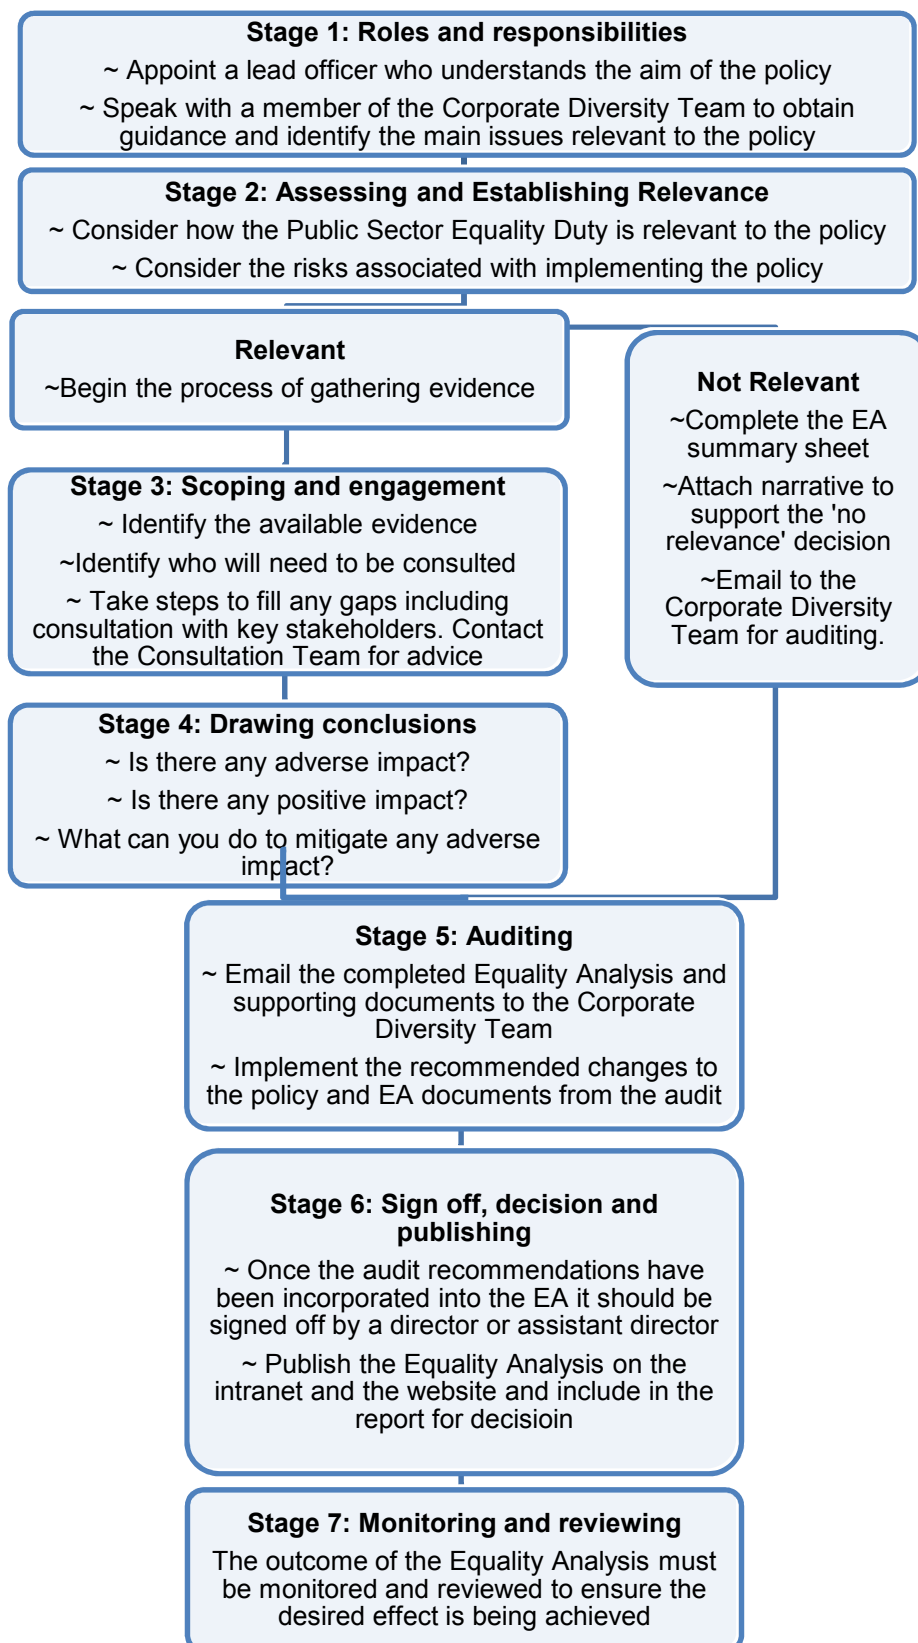 Stage 1: Roles and responsibilities
~ Appoint a lead officer who understands the aim of the policy
~ Speak with a member of the Corporate Diversity Team to obtain
guidance and identify the main issues relevant to the policy
Stage 2: Assessing and Establishing Relevance
~ Consider how the Public Sector Equality Duty is relevant to the policy
~ Consider the risks associated with implementing the policy
Relevant
~Begin the process of gathering evidence
Not Relevant
~Complete the EA
summary sheet
~Attach narrative to
support the 'no
relevance' decision
~Email to the
Corporate Diversity
Team for auditing.
Stage 3: Scoping and engagement
~ Identify the available evidence
~Identify who will need to be consulted
~ Take steps to fill any gaps including
consultation with key stakeholders. Contact
the Consultation Team for advice
Stage 4: Drawing conclusions
~ Is there any adverse impact?
~ Is there any positive impact?
~ What can you do to mitigate any adverse
impact?
Stage 5: Auditing
~ Email the completed Equality Analysis and
supporting documents to the Corporate
Diversity Team
~ Implement the recommended changes to
the policy and EA documents from the audit
Stage 6: Sign off, decision and
publishing
~ Once the audit recommendations have
been incorporated into the EA it should be
signed off by a director or assistant director
~ Publish the Equality Analysis on the
intranet and the website and include in the
report for decisioin
Stage 7: Monitoring and reviewing
The outcome of the Equality Analysis must
be monitored and reviewed to ensure the
desired effect is being achieved